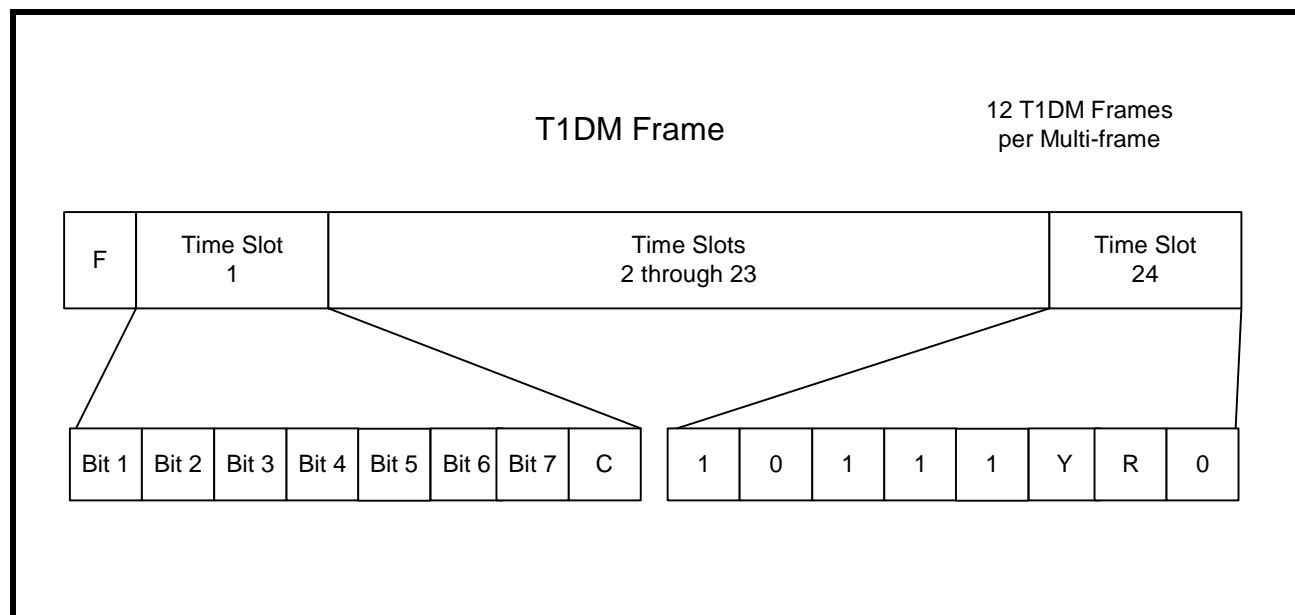 T1DM Frame
12 T1DM Frames
per Multi-frame
F
Time Slot
1
Time Slots
2 through 23
Time Slot
24
Bit 1 Bit 2 Bit 3 Bit 4 Bit 5 Bit 6 Bit 7 C
1 0 1 1 1 Y R 0